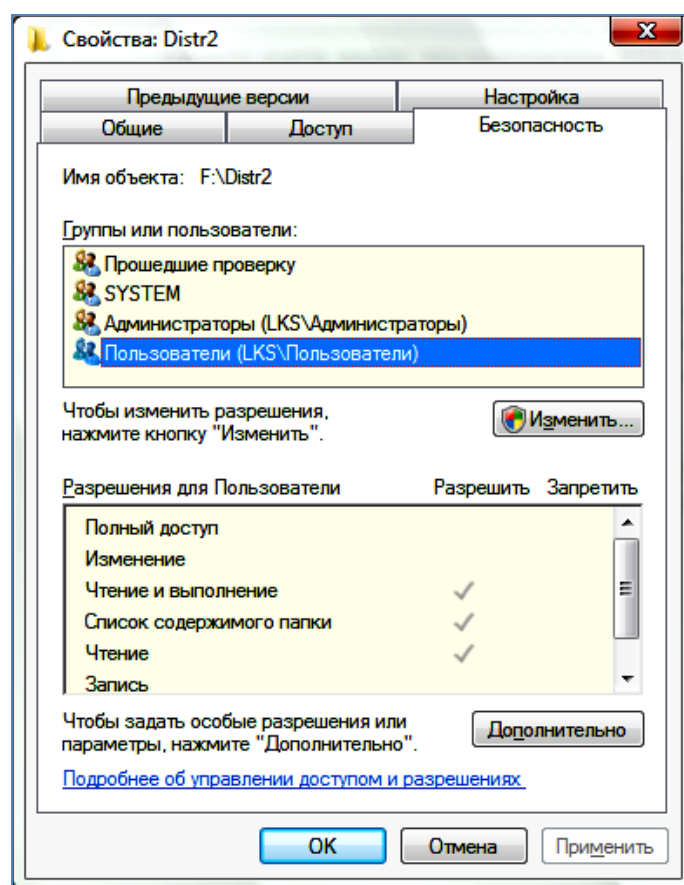 Свойства: Distr2
X
Предыдущие версии
Настройка
Общие
Доступ
Безопасность
Имя объекта: F:\Distr2
Группы или пользователи:
Прошедшие проверку
SYSTEM
Администраторы (LKS\Администраторы)
Пользователи (LKS\Пользователи)
Чтобы изменить разрешения,
нажмите кнопку "Изменить".
Изменить...
Разрешения для Пользователи
Разрешить
Запретить
Полный доступ
Изменение
Чтение и выполнение
Список содержимого папки
Чтение
Запись
Чтобы задать особые разрешения или
параметры, нажмите "Дополнительно".
Дополнительно
Подробнее об управлении доступом и разрешениях
OK
Отмена
Применить